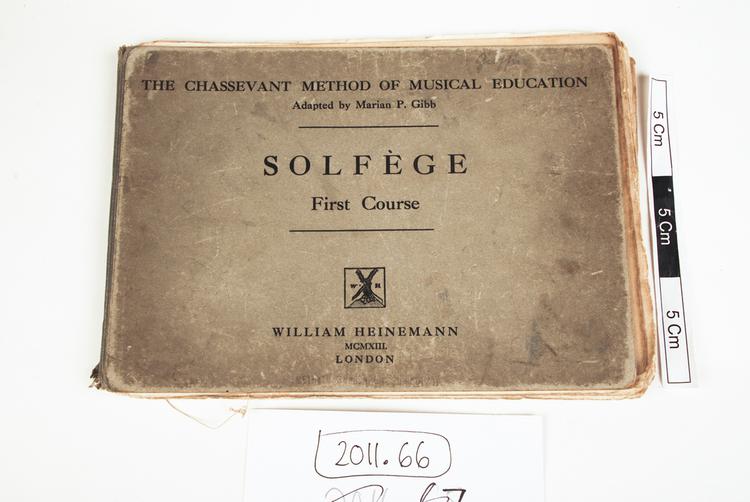 THE CHASSEVANT METHOD OF MUSICAL EDUCATION
Adapted by Marian P. Gibb
SOLFÈGE
First Course
W H
WILLIAM HEINEMANN
MCMXIII.
LONDON
5 Cm
5 Cm
5 Cm
2011.66